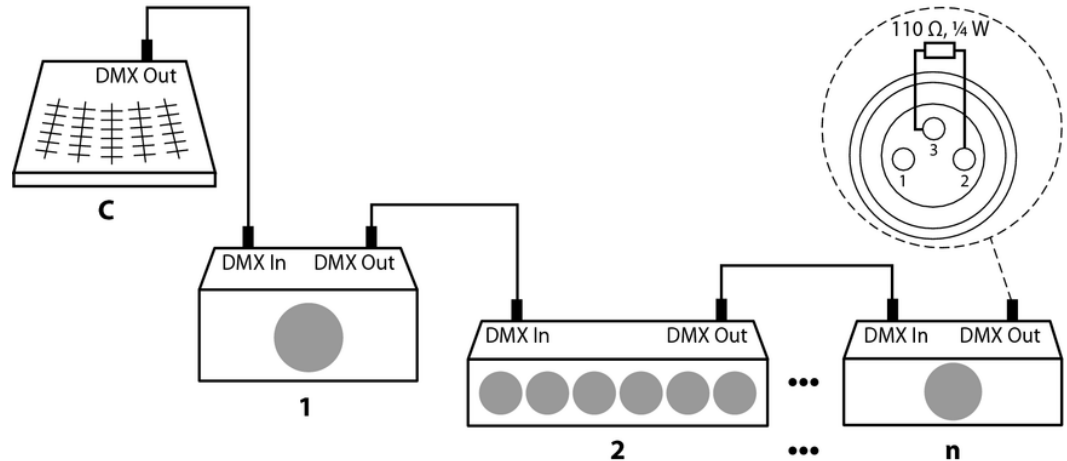 110 Ω, ¼ W
DMX Out
3
1
2
C
DMX In
DMX Out
1
DMX In
DMX Out
•••
DMX In
DMX Out
2
•••
n